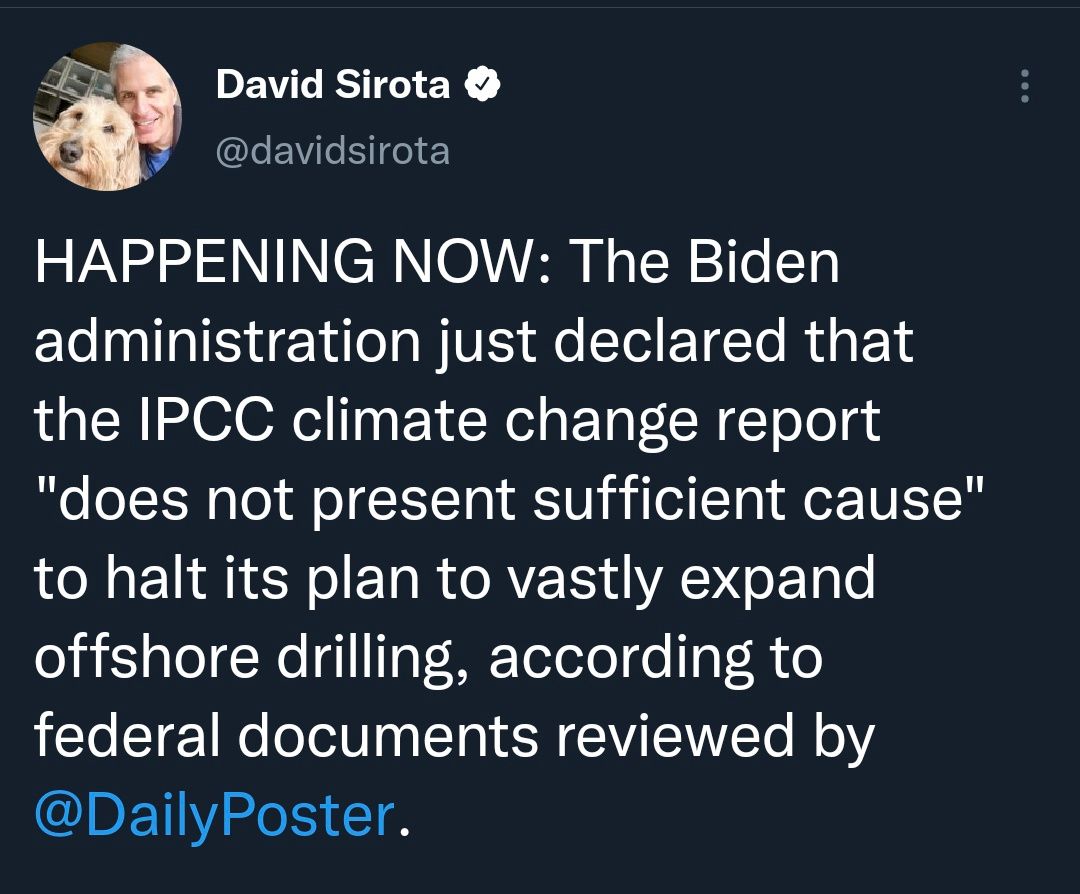 David Sirota
@davidsirota
HAPPENING NOW: The Biden
administration just declared that
the IPCC climate change report
"does not present sufficient cause"
to halt its plan to vastly expand
offshore drilling, according to
federal documents reviewed by
@DailyPoster.